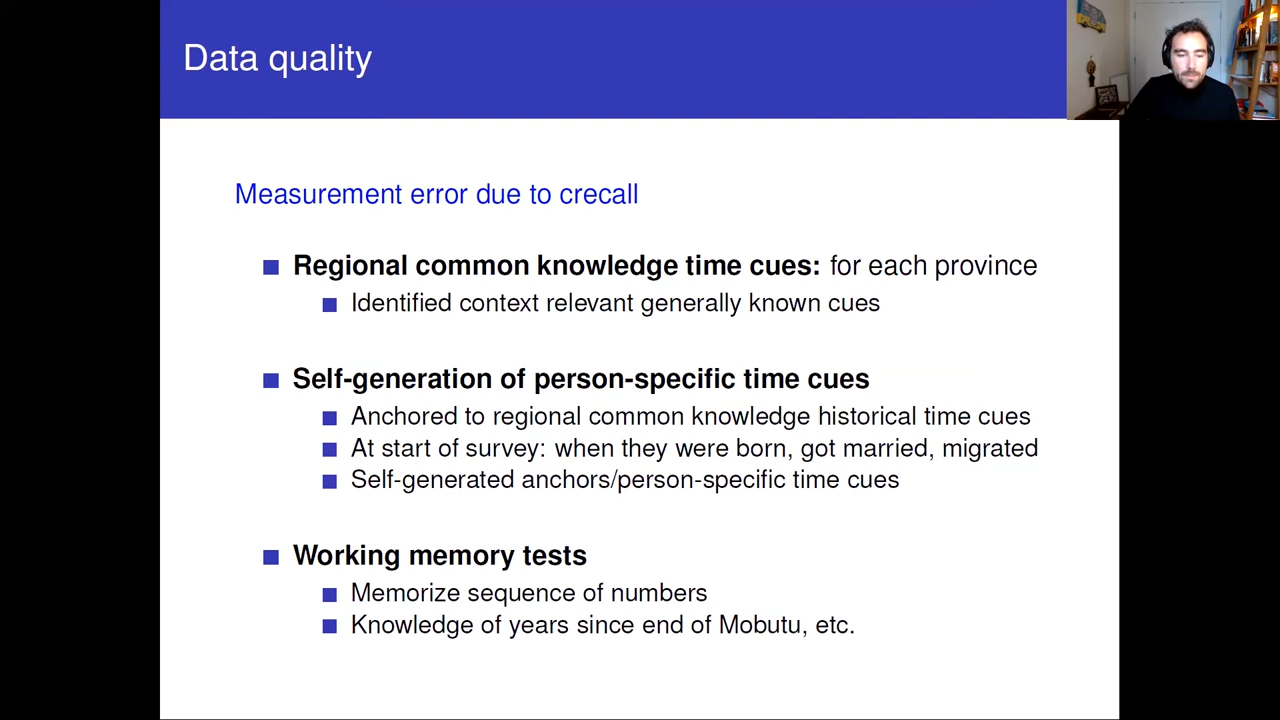 Data quality
Measurement error due to crecall
Regional common knowledge time cues: for each province
Identified context relevant generally known cues
Self-generation of person-specific time cues
Anchored to regional common knowledge historical time cues
At start of survey: when they were born, got married, migrated
Self-generated anchors/person-specific time cues
Working memory tests
Memorize sequence of numbers
Knowledge of years since end of Mobutu, etc.